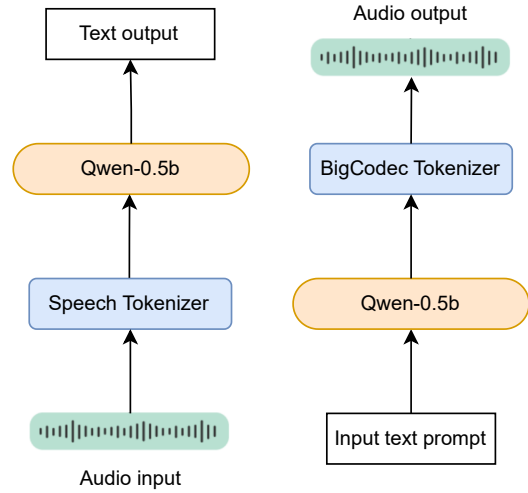 Text output
Qwen-0.5b
Speech Tokenizer
Audio input
Audio output
BigCodec Tokenizer
Qwen-0.5b
Input text prompt